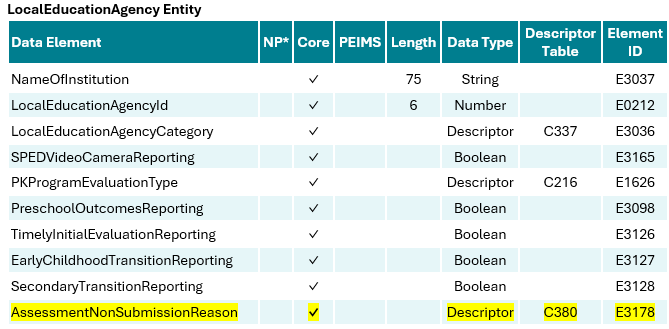 LocalEducationAgency Entity
Data Element NP* Core PEIMS Length Data Type Descriptor Table Element ID
NameOfInstitution ✓ 75 String E3037
LocalEducationAgencyId ✓ 6 Number E0212
LocalEducationAgencyCategory ✓ Descriptor C337 E3036
SPEDVideoCameraReporting ✓ Boolean E3165
PKProgramEvaluationType ✓ Descriptor C216 E1626
PreschoolOutcomesReporting ✓ Boolean E3098
TimelyInitialEvaluationReporting ✓ Boolean E3126
EarlyChildhoodTransitionReporting ✓ Boolean E3127
SecondaryTransitionReporting ✓ Boolean E3128
AssessmentNonSubmissionReason ✓ Descriptor C380 E3178